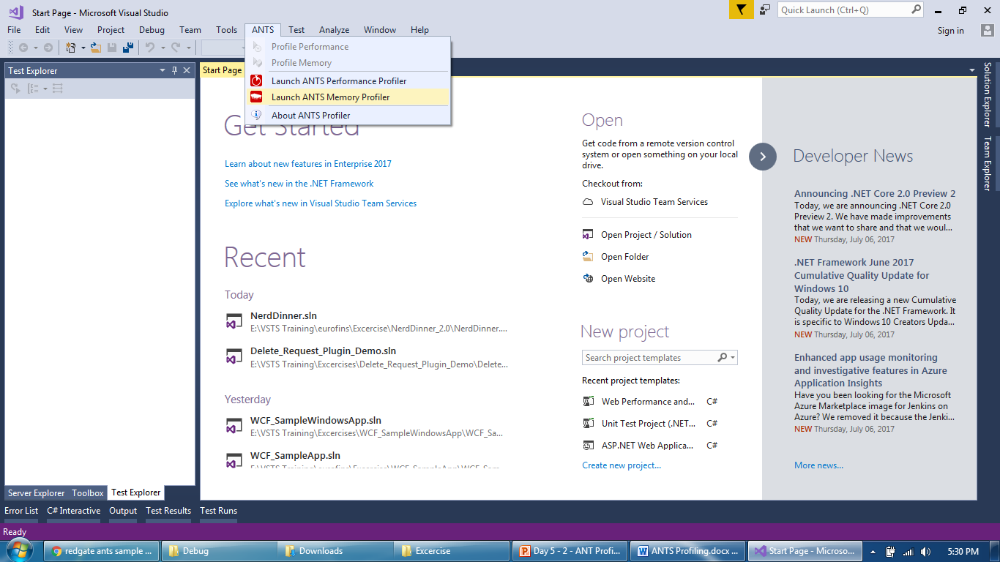 Start Page - Microsoft Visual Studio
Quick Launch (Ctrl+Q)
File Edit View Project Debug Team Tools ANTS Test Analyze Window Help
Sign in
Profile Performance
Profile Memory
Launch ANTS Performance Profiler
Launch ANTS Memory Profiler
About ANTS Profiler
Test Explorer
Start Page
Get Started
Learn about new features in Enterprise 2017
See what's new in the .NET Framework
Explore what's new in Visual Studio Team Services
Recent
Today
NerdDinner.sln
E:\VSTS Training\eurofins\Excercise\NerdDinner_2.0\NerdDinner....
Delete_Request_Plugin_Demo.sln
E:\VSTS Training\Excercises\Delete_Request_Plugin_Demo\Delete...
Yesterday
WCF_SampleWindowsApp.sln
E:\VSTS Training\Excercises\WCF_SampleWindowsApp\WCF_Sa...
WCF_SampleApp.sln
E:\VSTS Training\eurofins\Excercise\WCF_SampleApp\WCF_Sam...
Open
Get code from a remote version control
system or open something on your local
drive.
Checkout from:
Visual Studio Team Services
Open Project / Solution
Open Folder
Open Website
New project
Search project templates
Recent project templates:
Web Performance and... C#
Unit Test Project (.NET... C#
ASP.NET Web Applica... C#
Create new project...
Developer News
Announcing .NET Core 2.0 Preview 2
Today, we are announcing .NET Core 2.0
Preview 2. We have made improvements
that we want to share and that we woul...
NEW Thursday, July 06, 2017
.NET Framework June 2017
Cumulative Quality Update for
Windows 10
Today, we are releasing a new Cumulative
Quality Update for the .NET Framework. It
is specific to Windows 10 Creators Upda...
NEW Thursday, July 06, 2017
Enhanced app usage monitoring
and investigative features in Azure
Application Insights
Have you been looking for the Microsoft
Azure Marketplace image for Jenkins on
Azure? We removed it because the Jenki...
NEW Thursday, July 06, 2017
More news...
Solution Explorer
Team Explorer
Server Explorer Toolbox Test Explorer
Error List C# Interactive Output Test Results Test Runs
Ready
redgate ants sample ... Debug Downloads Excercise Day 5 - 2 - ANT Profi... ANTS Profiling.docx ... Start Page - Microso... 5:30 PM